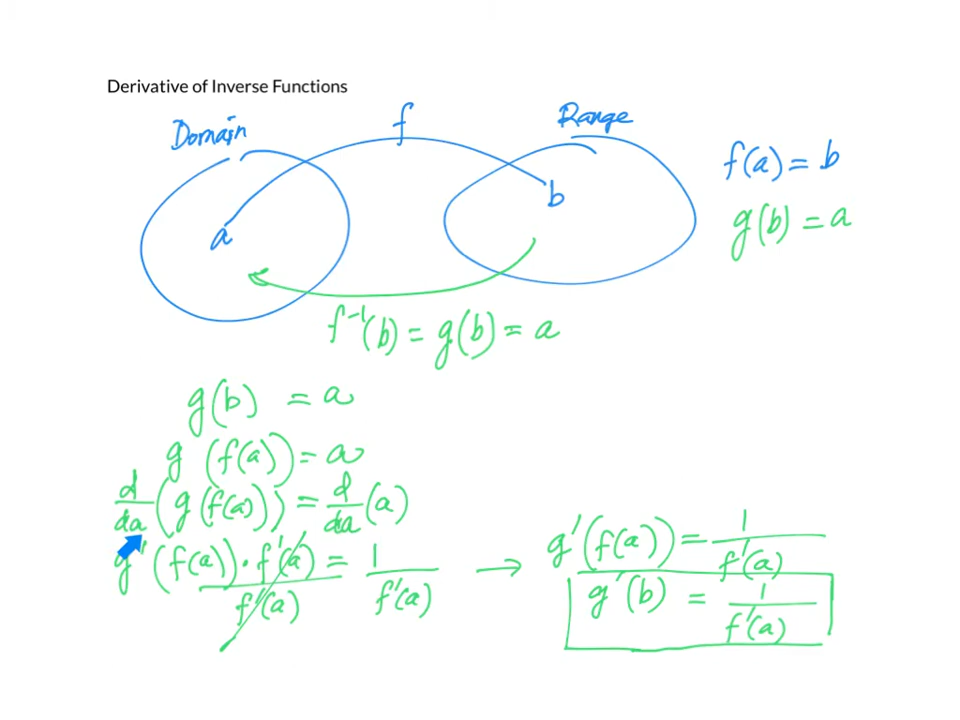 Derivative of Inverse Functions
Domain f Range
a b
f(a) = b
g(b) = a
f⁻¹(b) = g(b) = a
g(b) = a
g(f(a)) = a
d/da (g(f(a))) = d/da (a)
g'(f(a)) · f'(a) / f'(a) = 1 / f'(a) → g'(f(a)) = 1 / f'(a)
g'(b) = 1 / f'(a)